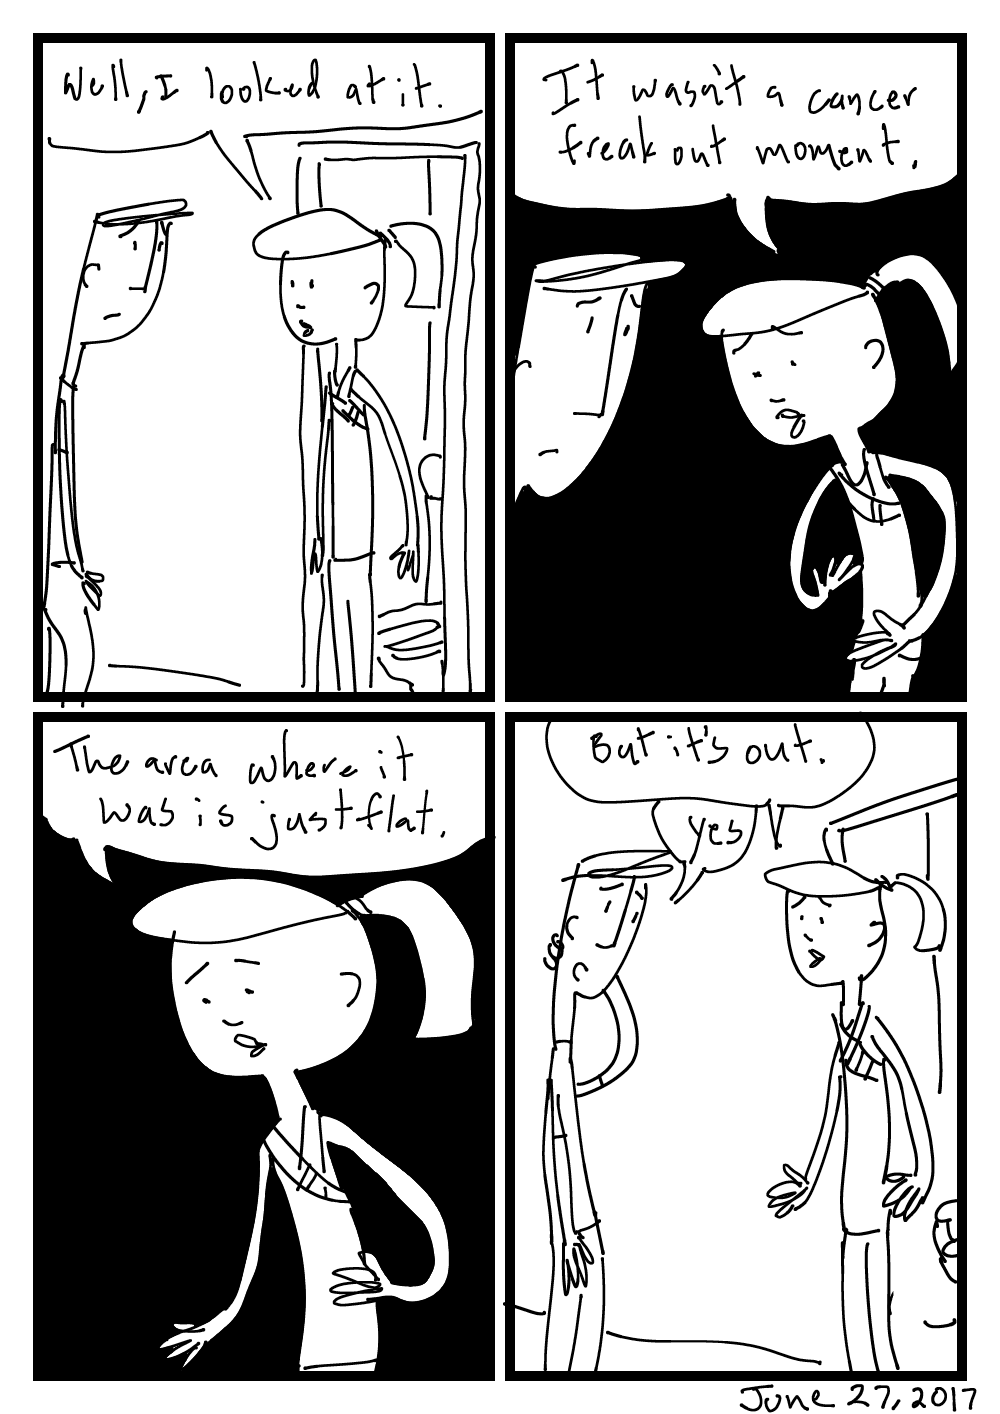 Well, I looked at it.
It wasn't a cancer
freak out moment.
The area where it
was is just flat.
But it's out.
Yes
June 27, 2017